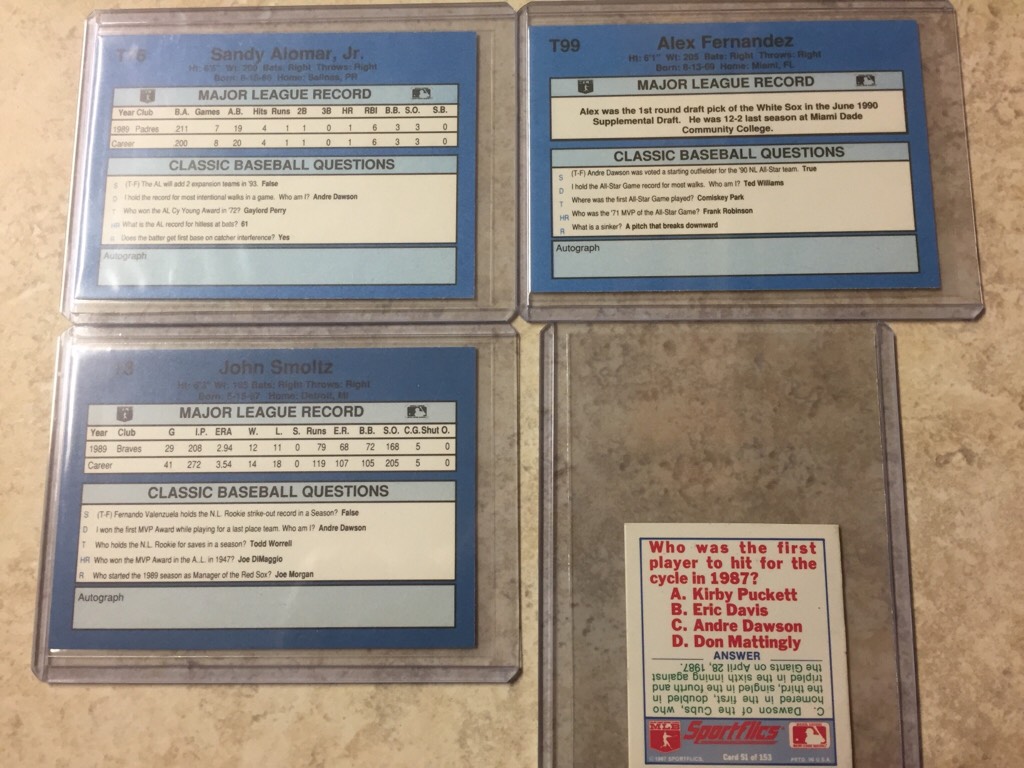 Sandy Alomar, Jr.
Bats: Right Throws: Right
MAJOR LEAGUE RECORD
Year Club B.A. Games A.B. Hits Runs 2B 3B HR RBI B.B. S.O. S.B.
1989 Padres 211 7 19 4 1 1 0 1 6 3 3 0
Career 200 8 20 4 1 1 0 1 6 3 3 0
CLASSIC BASEBALL QUESTIONS
S (T-F) The AL will add 2 expansion teams in '93. False
D I hold the record for most intentional walks in a game. Who am I? Andre Dawson
T Who won the AL Cy Young Award in '72? Gaylord Perry
HR What is the AL record for hitless at bats? 61
R Does the batter get first base on catcher interference? Yes
Autograph
T99
Alex Fernandez
Ht: 6'1" Wt: 205 Bats: Right Throws: Right
Born: 8-13-69 Home: Miami, FL
MAJOR LEAGUE RECORD
Alex was the 1st round draft pick of the White Sox in the June 1990
Supplemental Draft. He was 12-2 last season at Miami Dade
Community College.
CLASSIC BASEBALL QUESTIONS
S (T-F) Andre Dawson was voted a starting outfielder for the '90 NL All-Star team. True
D I hold the All-Star Game record for most walks. Who am I? Ted Williams
T Where was the first All-Star Game played? Comiskey Park
HR Who was the '71 MVP of the All-Star Game? Frank Robinson
R What is a sinker? A pitch that breaks downward
Autograph
John Smoltz
Bats: Right Throws: Right
Home: Detroit, MI
MAJOR LEAGUE RECORD
Year Club G I.P. ERA W. L. S. Runs E.R. B.B. S.O. C.G. Shut O.
1989 Braves 29 208 2.94 12 11 0 79 68 72 168 5 0
Career 41 272 3.54 14 18 0 119 107 105 205 5 0
CLASSIC BASEBALL QUESTIONS
S (T-F) Fernando Valenzuela holds the N.L. Rookie strike-out record in a Season? False
D I won the first MVP Award while playing for a last place team. Who am I? Andre Dawson
T Who holds the N.L. Rookie for saves in a season? Todd Worrell
HR Who won the MVP Award in the A..L. in 1947? Joe DiMaggio
R Who started the 1989 season as Manager of the Red Sox? Joe Morgan
Autograph
Who was the first
player to hit for the
cycle in 1987?
A. Kirby Puckett
B. Eric Davis
C. Andre Dawson
D. Don Mattingly
ANSWER
C. Dawson of the Cubs, who
homered in the first, doubled in
the third, singled in the fourth and
tripled in the sixth inning against
the Giants on April 28, 1987.
MLB
Sportflics
© 1987 SPORTFLICS
Card 51 of 153
PRTD. IN U.S.A.